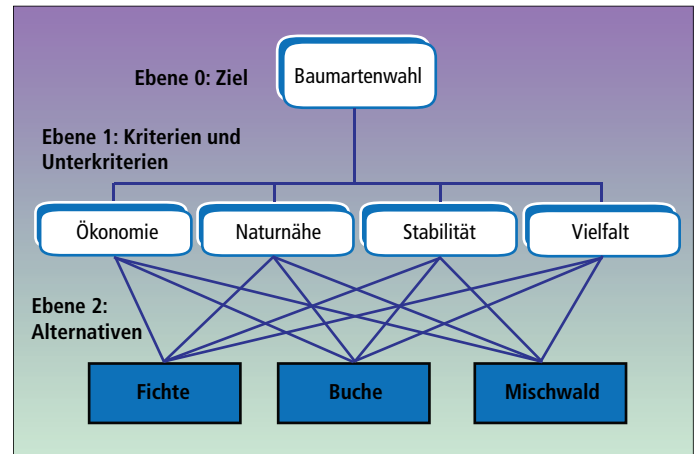 Ebene 0: Ziel
Baumartenwahl
Ebene 1: Kriterien und
Unterkriterien
Ökonomie
Naturnähe
Stabilität
Vielfalt
Ebene 2:
Alternativen
Fichte
Buche
Mischwald